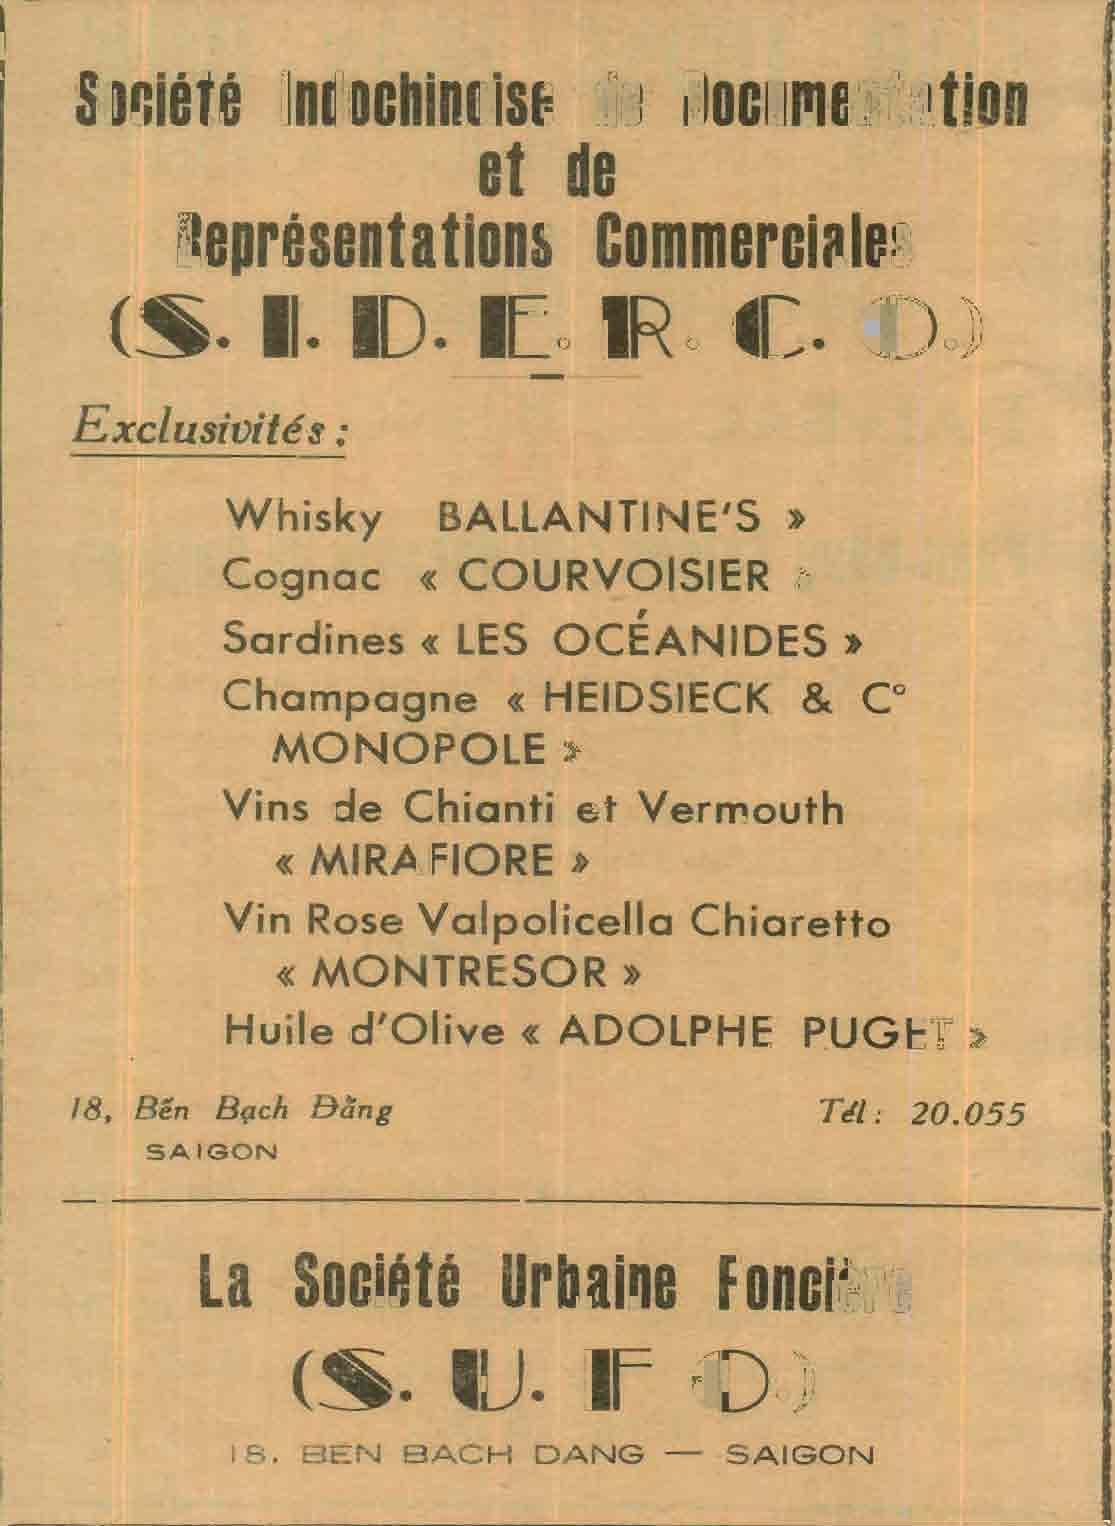 Société Indochinoise de Documentation
et de
Représentations Commerciales
(S. I. D. E. R. C. O.)
Exclusivités :
Whisky BALLANTINE'S »
Cognac « COURVOISIER »
Sardines « LES OCÉANIDES »
Champagne « HEIDSIECK & C°
MONOPOLE »
Vins de Chianti et Vermouth
« MIRAFIORE »
Vin Rose Valpolicella Chiaretto
« MONTRESOR »
Huile d'Olive « ADOLPHE PUGET »
18, Bến Bạch Đằng Tél : 20.055
SAIGON
La Société Urbaine Foncière
(S. U. F O.)
18. BEN BACH DANG — SAIGON